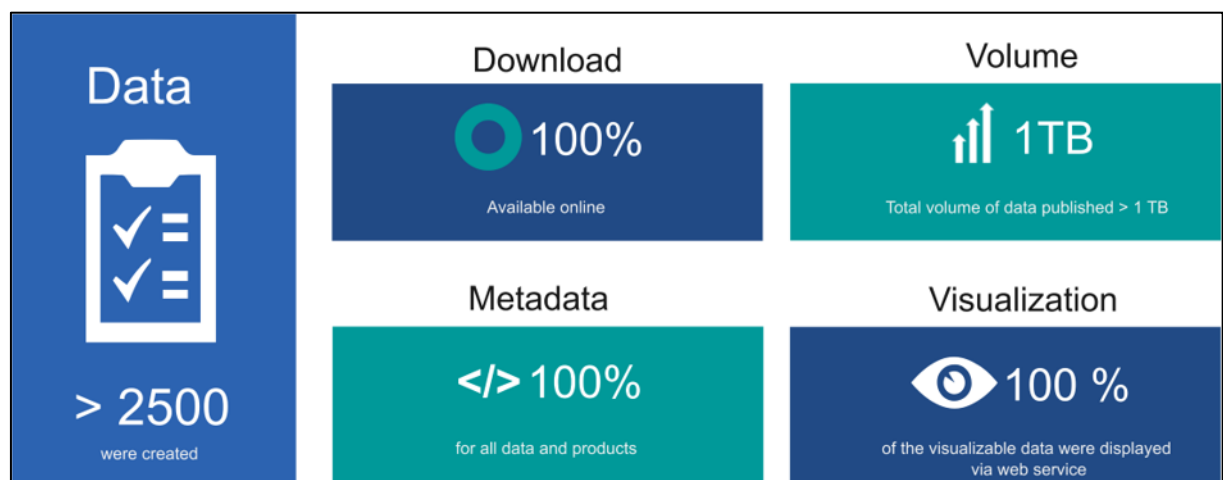 Data
> 2500
were created
Download
100%
Available online
Volume
1TB
Total volume of data published > 1 TB
Metadata
</> 100%
for all data and products
Visualization
100 %
of the visualizable data were displayed
via web service